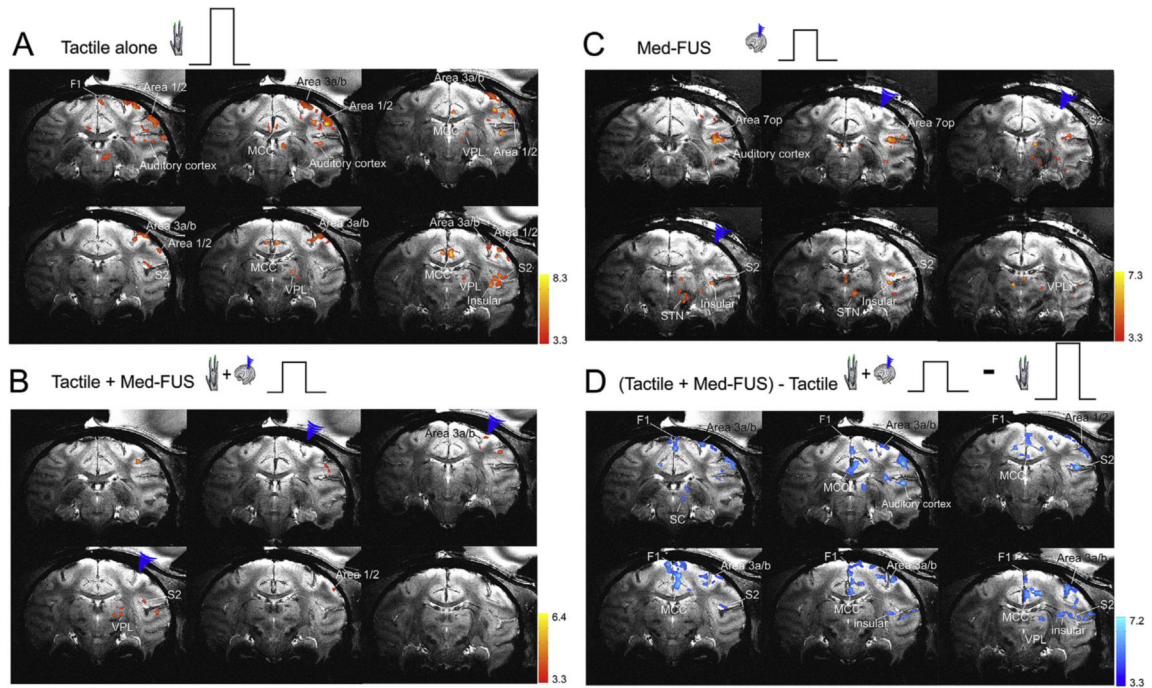 A Tactile alone
F1
Area 1/2
Area 3a/b
Area 1/2
Area 3a/b
MCC
Auditory cortex
MCC
Auditory cortex
VPL
Area 1/2
Area 3a/b
Area 1/2
S2
Area 3a/b
MCC
VPL
Area 3a/b
Area 1/2
S2
MCC
VPL
Insular
8.3
3.3
B Tactile + Med-FUS +
Area 3a/b
S2
VPL
Area 1/2
6.4
3.3
C Med-FUS
Area 7op
Auditory cortex
Area 7op
S2
S2
Insular
STN
S2
Insular
STN
VPL
7.3
3.3
D (Tactile + Med-FUS) - Tactile + -
F1
Area 3a/b
SC
F1
Area 3a/b
MCC
Auditory cortex
F1
Area 1/2
S2
MCC
F1
Area 3a/b
MCC
S2
F1
Area 3a/b
MCC
Insular
F1
Area 3a/b
S2
MCC
insular
VPL
7.2
3.3